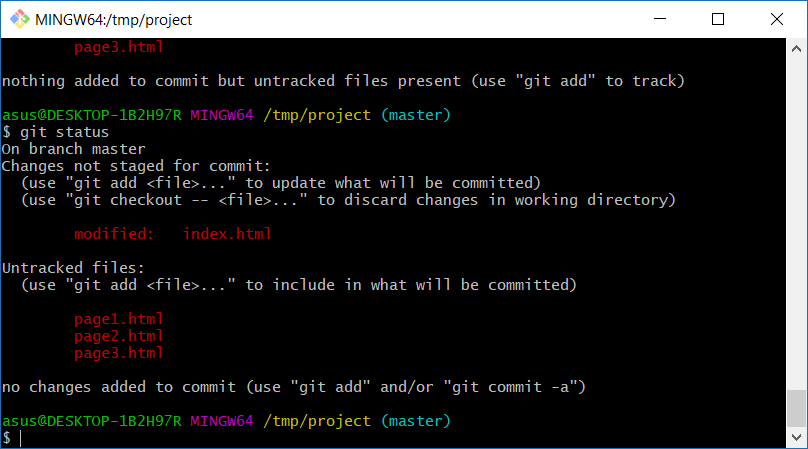 MINGW64:/tmp/project
page3.html
nothing added to commit but untracked files present (use "git add" to track)
asus@DESKTOP-1B2H97R MINGW64 /tmp/project (master)
$ git status
On branch master
Changes not staged for commit:
(use "git add <file>..." to update what will be committed)
(use "git checkout -- <file>..." to discard changes in working directory)
modified:   index.html
Untracked files:
(use "git add <file>..." to include in what will be committed)
page1.html
page2.html
page3.html
no changes added to commit (use "git add" and/or "git commit -a")
asus@DESKTOP-1B2H97R MINGW64 /tmp/project (master)
$